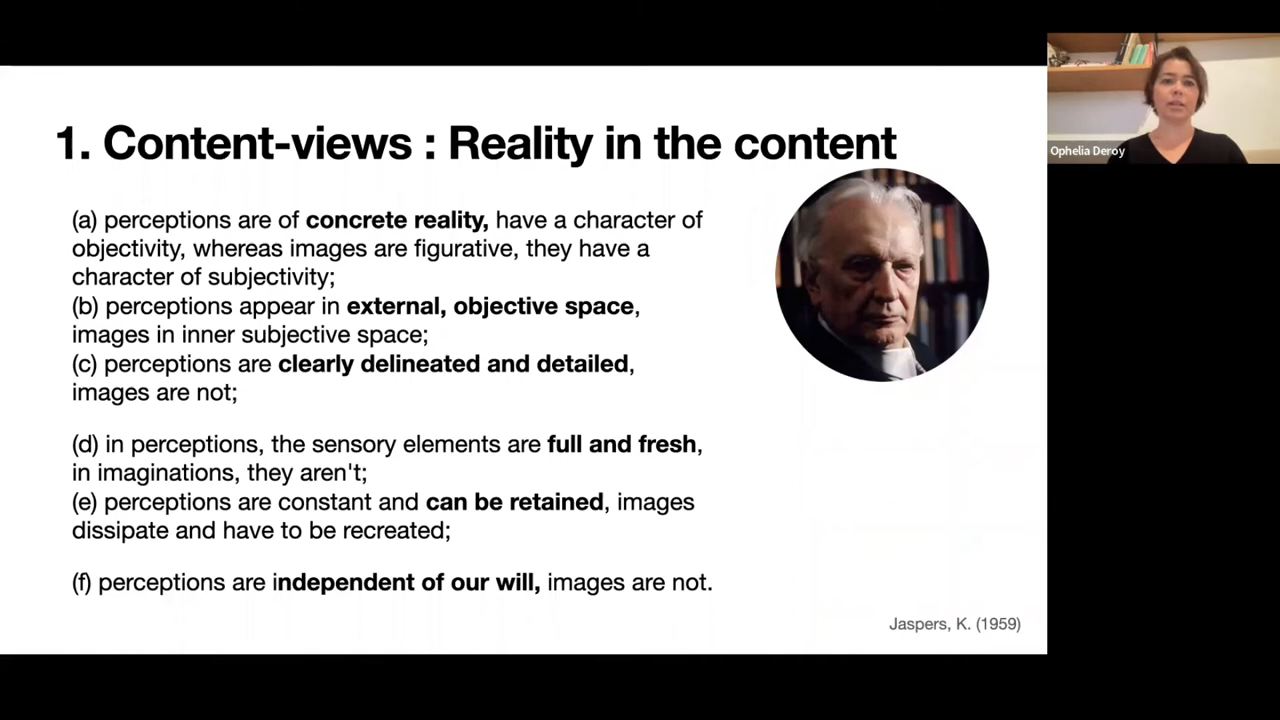 1. Content-views : Reality in the content
(a) perceptions are of concrete reality, have a character of
objectivity, whereas images are figurative, they have a
character of subjectivity;
(b) perceptions appear in external, objective space,
images in inner subjective space;
(c) perceptions are clearly delineated and detailed,
images are not;
(d) in perceptions, the sensory elements are full and fresh,
in imaginations, they aren't;
(e) perceptions are constant and can be retained, images
dissipate and have to be recreated;
(f) perceptions are independent of our will, images are not.
Jaspers, K. (1959)
Ophelia Deroy